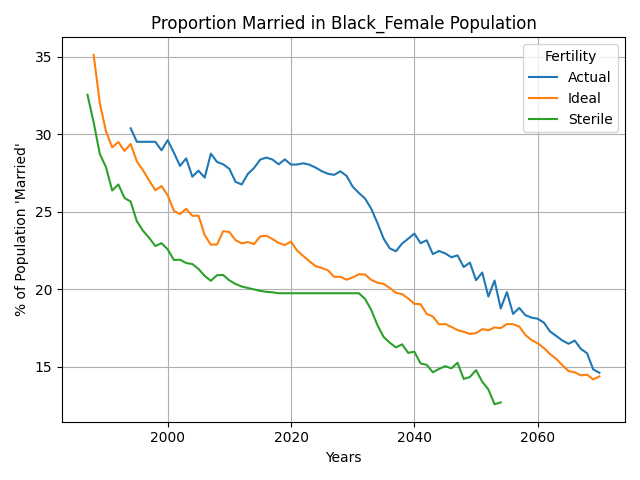 Proportion Married in Black_Female Population
% of Population 'Married'
35
30
25
20
15
2000
2020
2040
2060
Years
Fertility
Actual
Ideal
Sterile